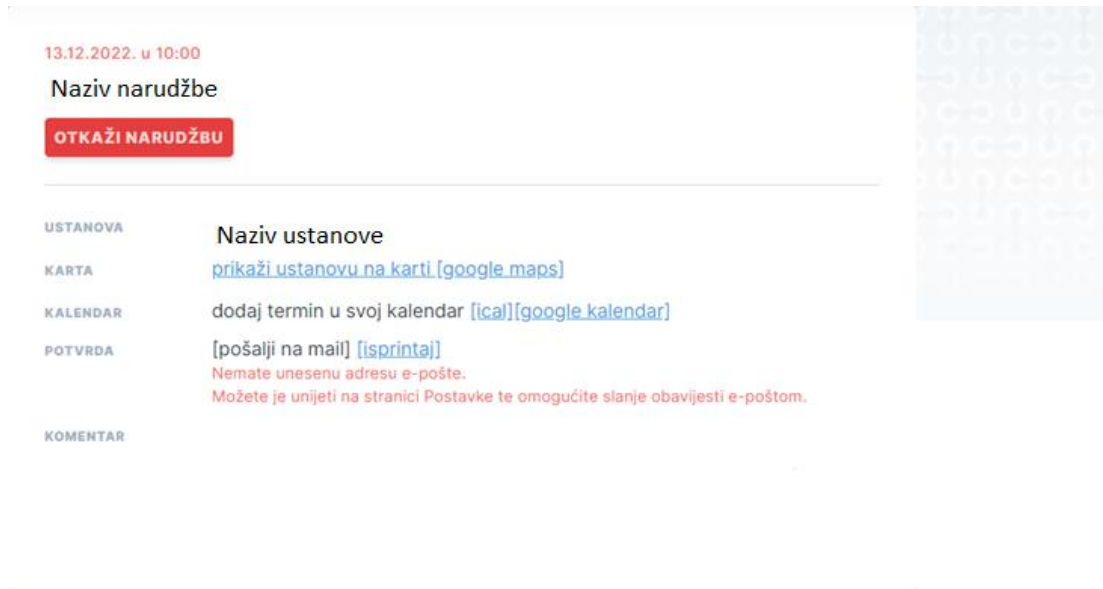 13.12.2022. u 10:00
Naziv narudžbe
OTKAŽI NARUDŽBU
USTANOVA Naziv ustanove
KARTA prikaži ustanovu na karti [google maps]
KALENDAR dodaj termin u svoj kalendar [ical][google kalendar]
POTVRDA [pošalji na mail] [isprintaj]
Nemate unesenu adresu e-pošte.
Možete je unijeti na stranici Postavke te omogućite slanje obavijesti e-poštom.
KOMENTAR